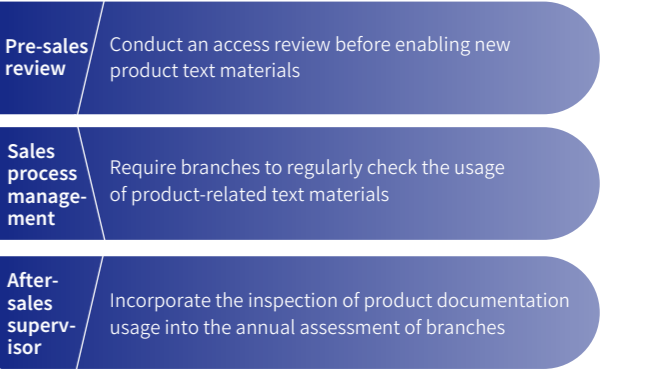 Pre-sales
review
Conduct an access review before enabling new
product text materials
Sales
process
manage-
ment
Require branches to regularly check the usage
of product-related text materials
After-
sales
superv-
isor
Incorporate the inspection of product documentation
usage into the annual assessment of branches